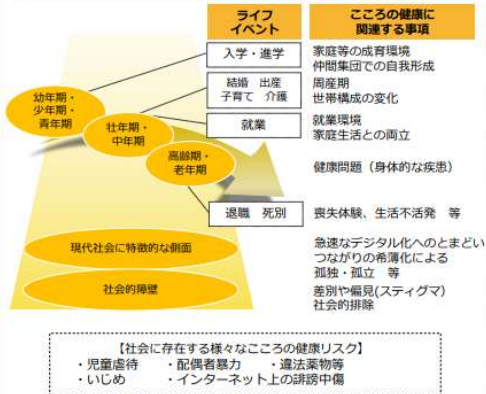 ライフ
イベント
こころの健康に
関連する事項
入学・進学
家庭等の成育環境
仲間集団での自我形成
結婚 出産
子育て 介護
周産期
世帯構成の変化
幼年期・
少年期・
青年期
壮年期・
中年期
就業
就業環境
家庭生活との両立
高齢期・
老年期
健康問題（身体的な疾患）
退職 死別
喪失体験、生活不活発 等
現代社会に特徴的な側面
急速なデジタル化へのとまどい
つながりの希薄化による
孤独・孤立 等
社会的障壁
差別や偏見(スティグマ)
社会的排除
【社会に存在する様々なこころの健康リスク】
・児童虐待 ・配偶者暴力 ・違法薬物等
・いじめ ・インターネット上の誹謗中傷